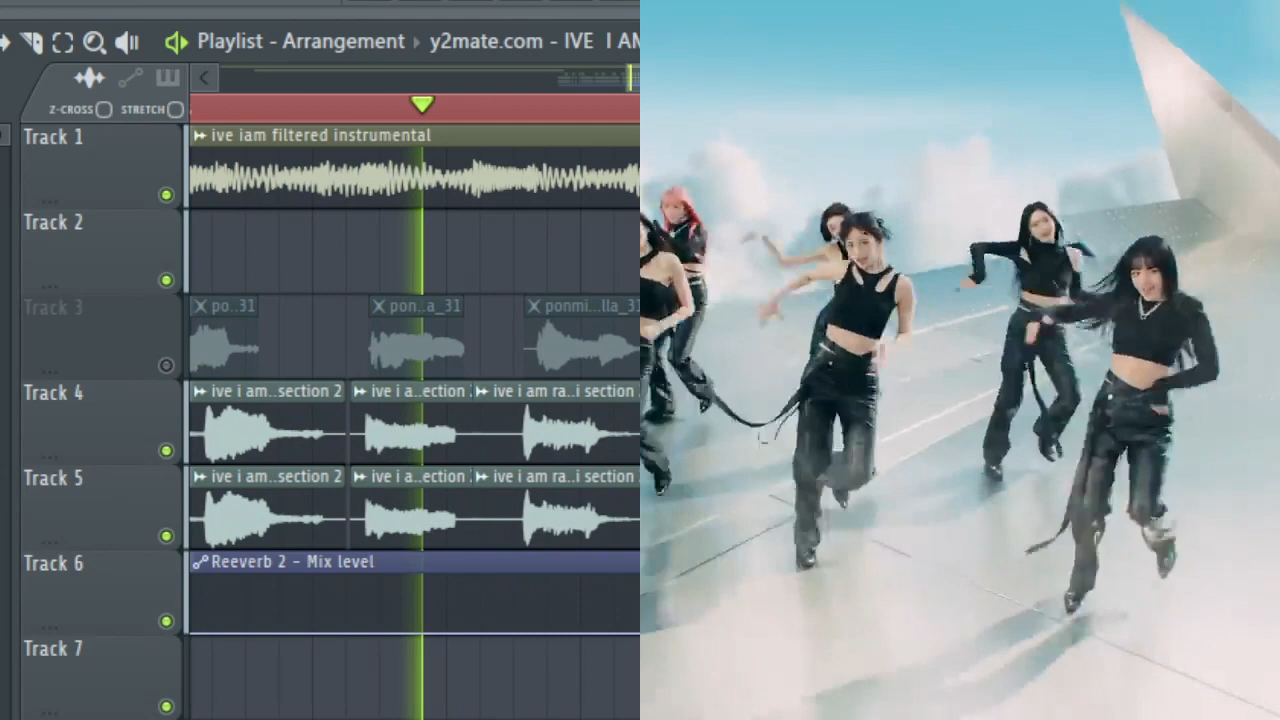 Playlist - Arrangement ▸ y2mate.com - IVE I AM
Z-CROSS STRETCH
Track 1
ive iam filtered instrumental
Track 2
Track 3
po..31 pon..a_31 ponmi...lla_31
Track 4
ive i am..section 2 ive i a..ection ive i am ra..i section
Track 5
ive i am..section 2 ive i a..ection ive i am ra..i section
Track 6
Reeverb 2 - Mix level
Track 7